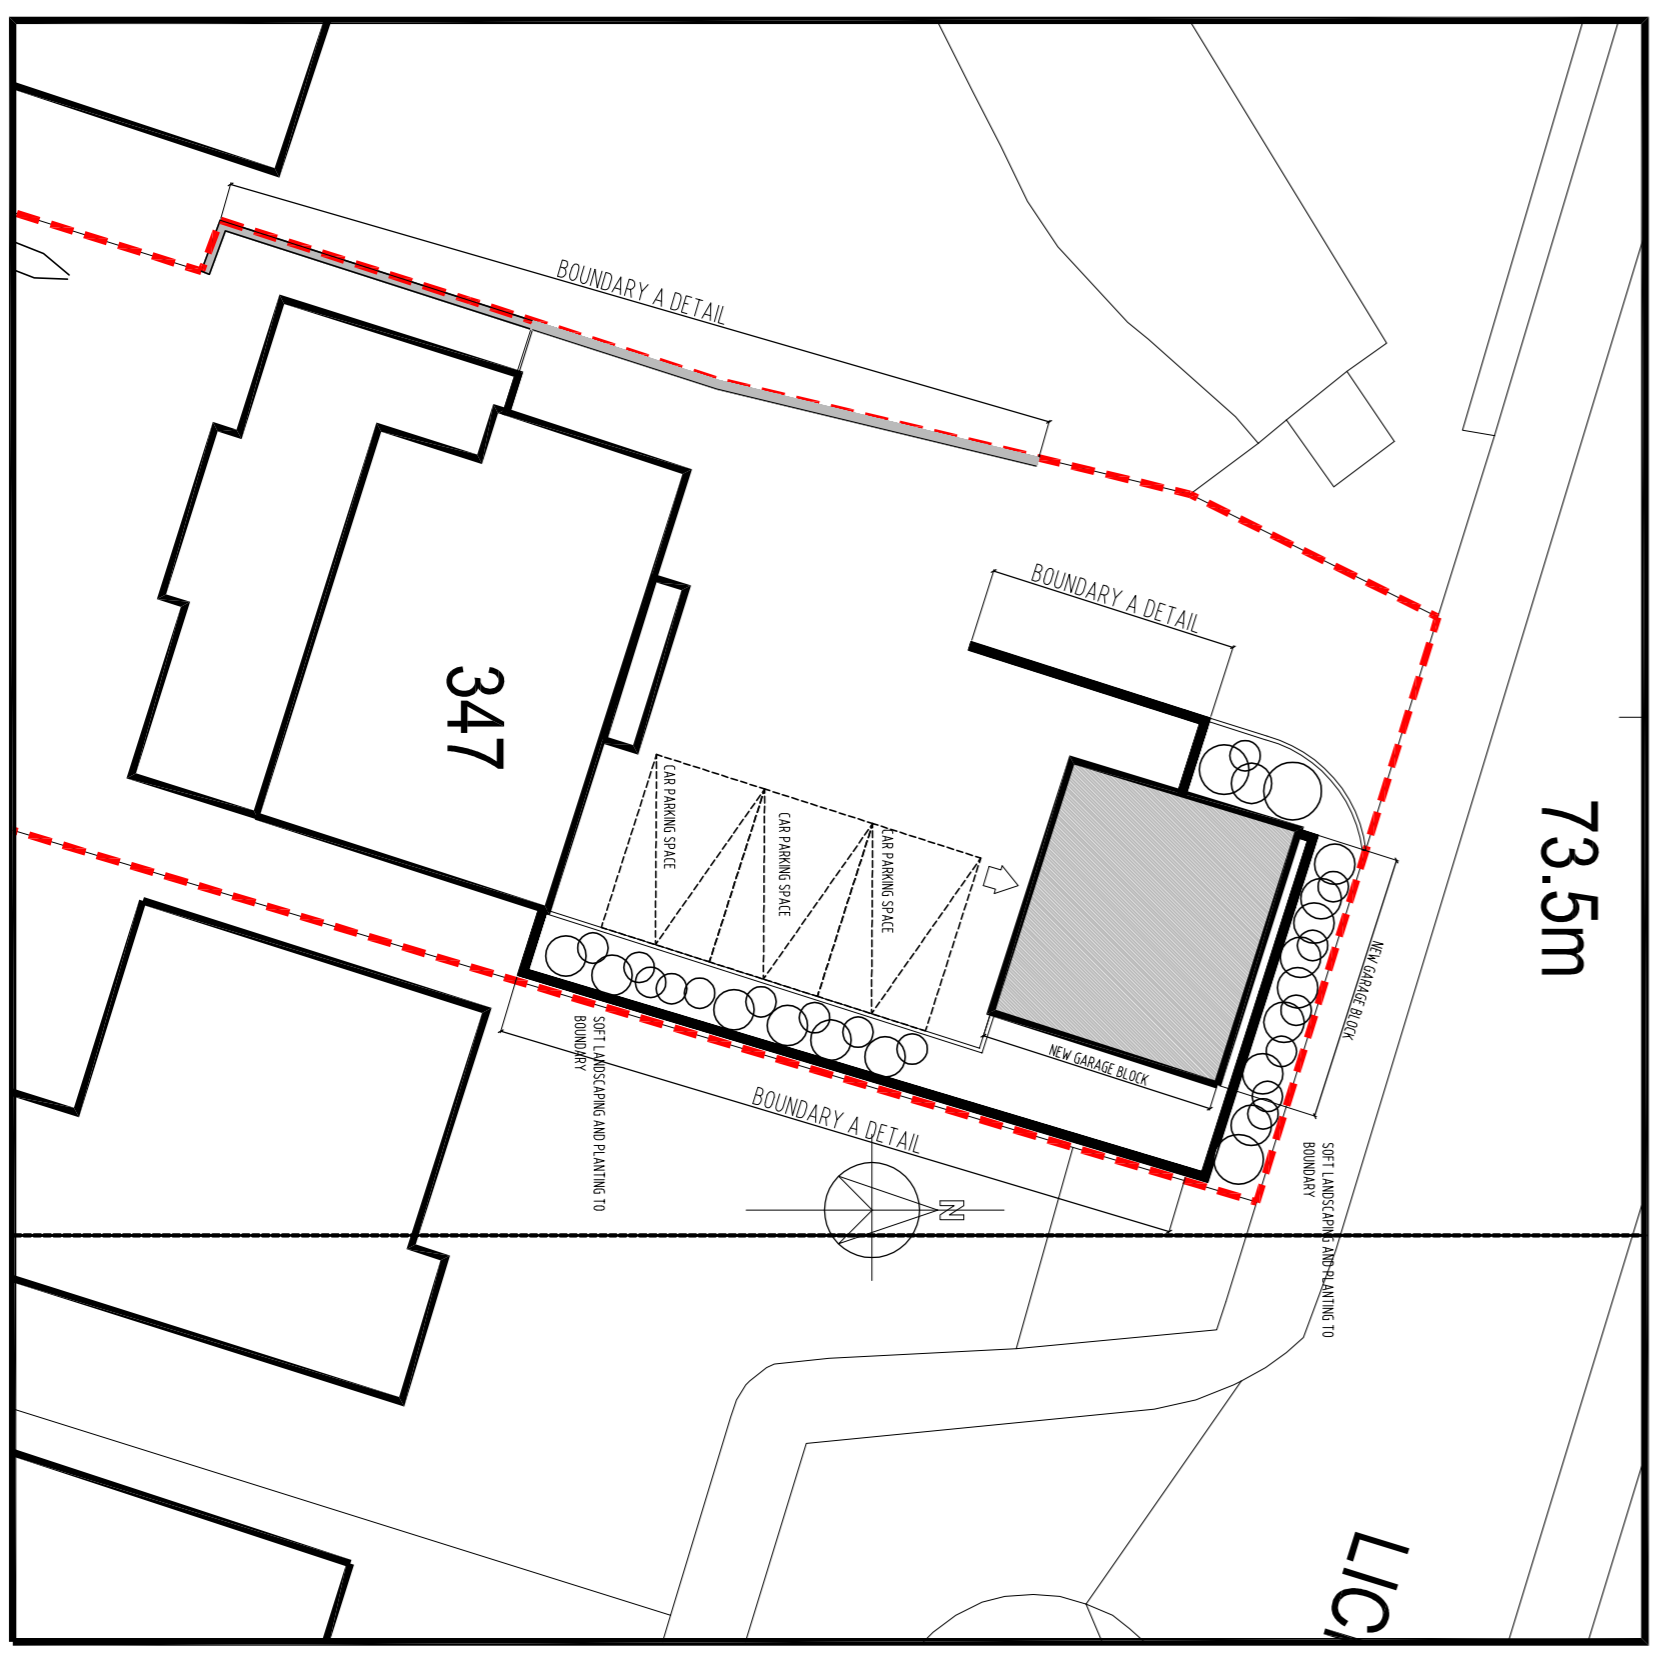 BOUNDARY A DETAIL
BOUNDARY A DETAIL
347
CAR PARKING SPACE
CAR PARKING SPACE
CAR PARKING SPACE
73.5m
NEW GARAGE BLOCK
NEW GARAGE BLOCK
SOFT LANDSCAPING AND PLANTING TO
BOUNDARY
BOUNDARY A DETAIL
SOFT LANDSCAPING AND PLANTING TO
BOUNDARY
N
LIC